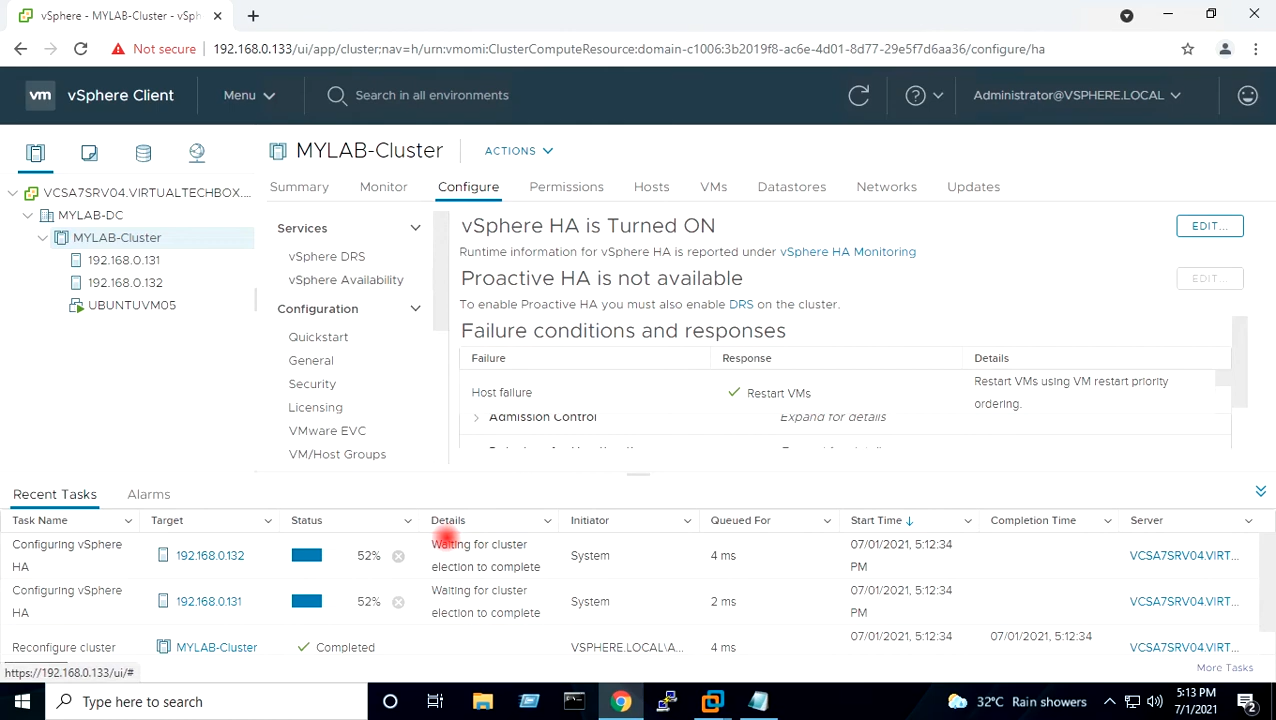 vSphere - MYLAB-Cluster - vSph
Not secure
192.168.0.133/ui/app/cluster;nav=h/urn:vmomi:ClusterComputeResource:domain-c1006:3b2019f8-ac6e-4d01-8d77-29e5f7d6aa36/configure/ha
vm vSphere Client
Menu
Search in all environments
Administrator@VSPHERE.LOCAL
VCSA7SRV04.VIRTUALTECHBOX....
MYLAB-DC
MYLAB-Cluster
192.168.0.131
192.168.0.132
UBUNTUVM05
MYLAB-Cluster
ACTIONS
Summary Monitor Configure Permissions Hosts VMs Datastores Networks Updates
Services
vSphere DRS
vSphere Availability
Configuration
Quickstart
General
Security
Licensing
VMware EVC
VM/Host Groups
vSphere HA is Turned ON
EDIT...
Runtime information for vSphere HA is reported under vSphere HA Monitoring
Proactive HA is not available
EDIT...
To enable Proactive HA you must also enable DRS on the cluster.
Failure conditions and responses
Failure Response Details
Host failure Restart VMs Restart VMs using VM restart priority
ordering.
Admission Control Expand for details
Recent Tasks Alarms
Task Name Target Status Details Initiator Queued For Start Time Completion Time Server
Configuring vSphere
HA
192.168.0.132 52%
Waiting for cluster
election to complete
System 4 ms
07/01/2021, 5:12:34
PM
VCSA7SRV04.VIRT...
Configuring vSphere
HA
192.168.0.131 52%
Waiting for cluster
election to complete
System 2 ms
07/01/2021, 5:12:34
PM
VCSA7SRV04.VIRT...
Reconfigure cluster MYLAB-Cluster Completed VSPHERE.LOCAL\A... 4 ms
07/01/2021, 5:12:34
07/01/2021, 5:12:34
VCSA7SRV04.VIRT...
https://192.168.0.133/ui/#
More Tasks
Type here to search
32°C Rain showers
5:13 PM
7/1/2021
2